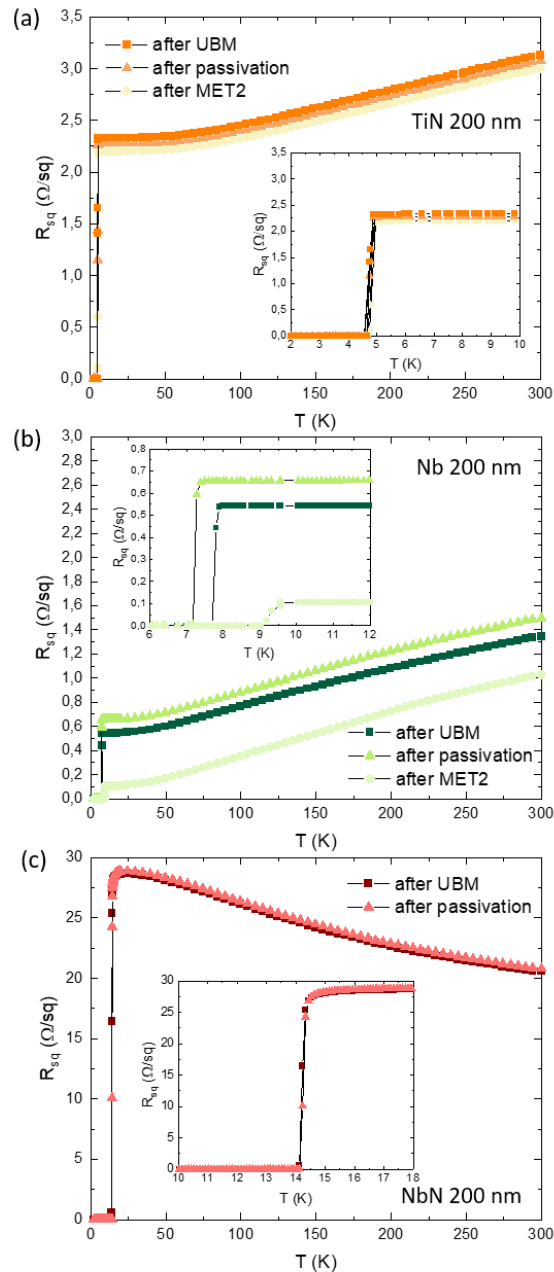 (a)
3,5
3,0
2,5
2,0
1,5
1,0
0,5
0,0
R_sq (Ω/sq)
after UBM
after passivation
after MET2
TiN 200 nm
3,5
3,0
2,5
2,0
1,5
1,0
0,5
0,0
R_sq (Ω/sq)
2 3 4 5 6 7 8 9 10
T (K)
0 50 100 150 200 250 300
T (K)
(b)
3,0
2,8
2,6
2,4
2,2
2,0
1,8
1,6
1,4
1,2
1,0
0,8
0,6
0,4
0,2
0,0
R_sq (Ω/sq)
Nb 200 nm
0,8
0,7
0,6
0,5
0,4
0,3
0,2
0,1
0,0
R_sq (Ω/sq)
6 7 8 9 10 11 12
T (K)
after UBM
after passivation
after MET2
0 50 100 150 200 250 300
T (K)
(c)
30
25
20
15
10
5
0
R_sq (Ω/sq)
after UBM
after passivation
30
25
20
15
10
5
0
R_sq (Ω/sq)
10 11 12 13 14 15 16 17 18
T (K)
NbN 200 nm
0 50 100 150 200 250 300
T (K)